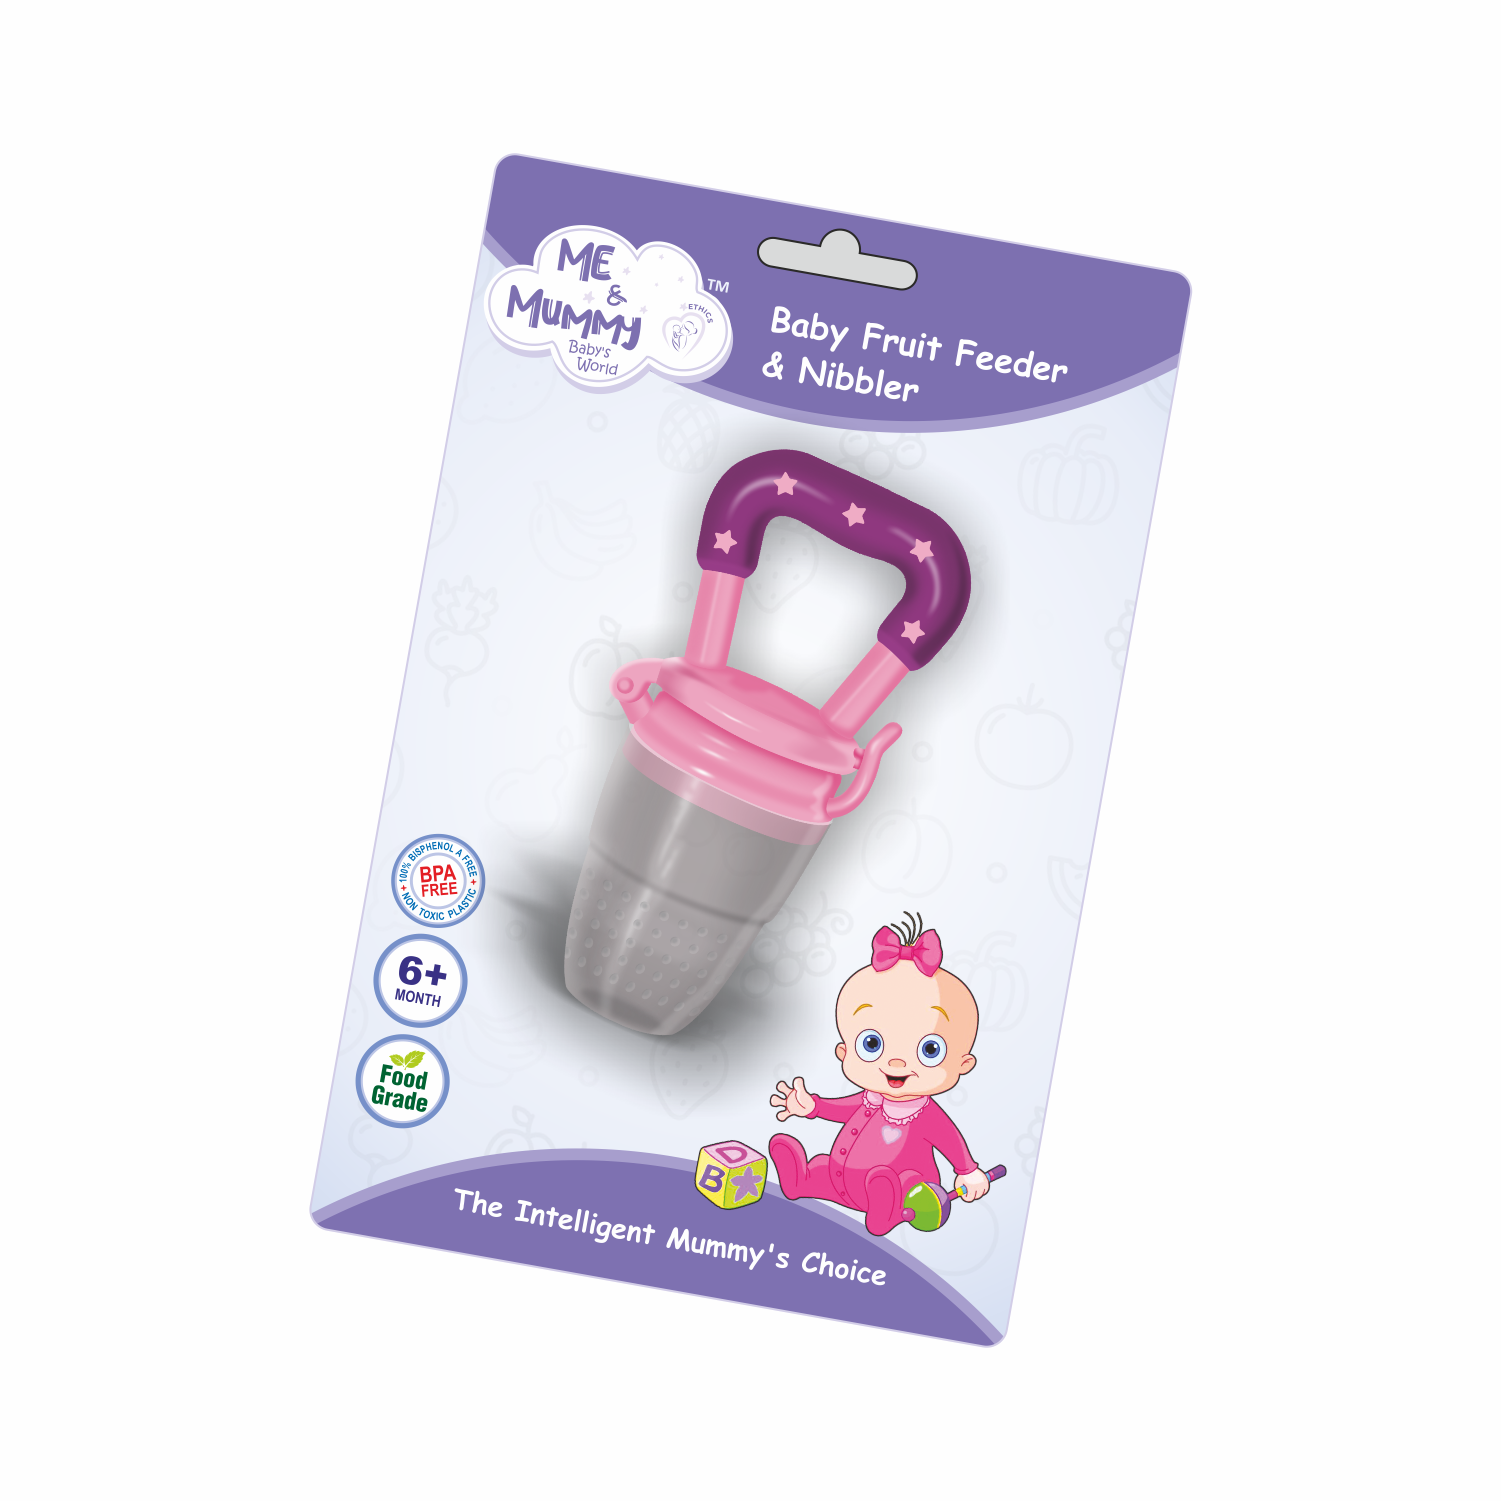 ME
&
MUMMY
Baby's
World
ETHICS
TM
Baby Fruit Feeder
& Nibbler
100% BISPHENOL A FREE
BPA
FREE
NON TOXIC PLASTIC
6+
MONTH
Food
Grade
D
B
The Intelligent Mummy's Choice